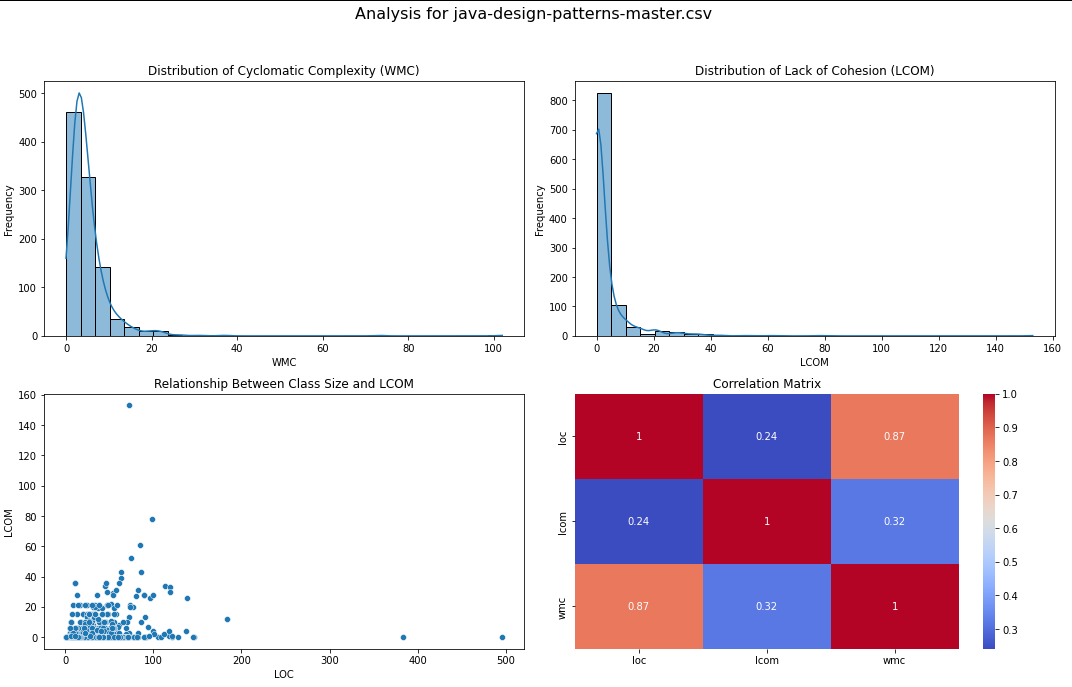 Analysis for java-design-patterns-master.csv
Distribution of Cyclomatic Complexity (WMC)
500
400
300
200
100
0
Frequency
0 20 40 60 80 100
WMC
Distribution of Lack of Cohesion (LCOM)
800
700
600
500
400
300
200
100
0
Frequency
0 20 40 60 80 100 120 140 160
LCOM
Relationship Between Class Size and LCOM
160
140
120
100
80
60
40
20
0
LCOM
0 100 200 300 400 500
LOC
Correlation Matrix
loc 1 0.24 0.87
lcom 0.24 1 0.32
wmc 0.87 0.32 1
loc lcom wmc
1.0
0.9
0.8
0.7
0.6
0.5
0.4
0.3